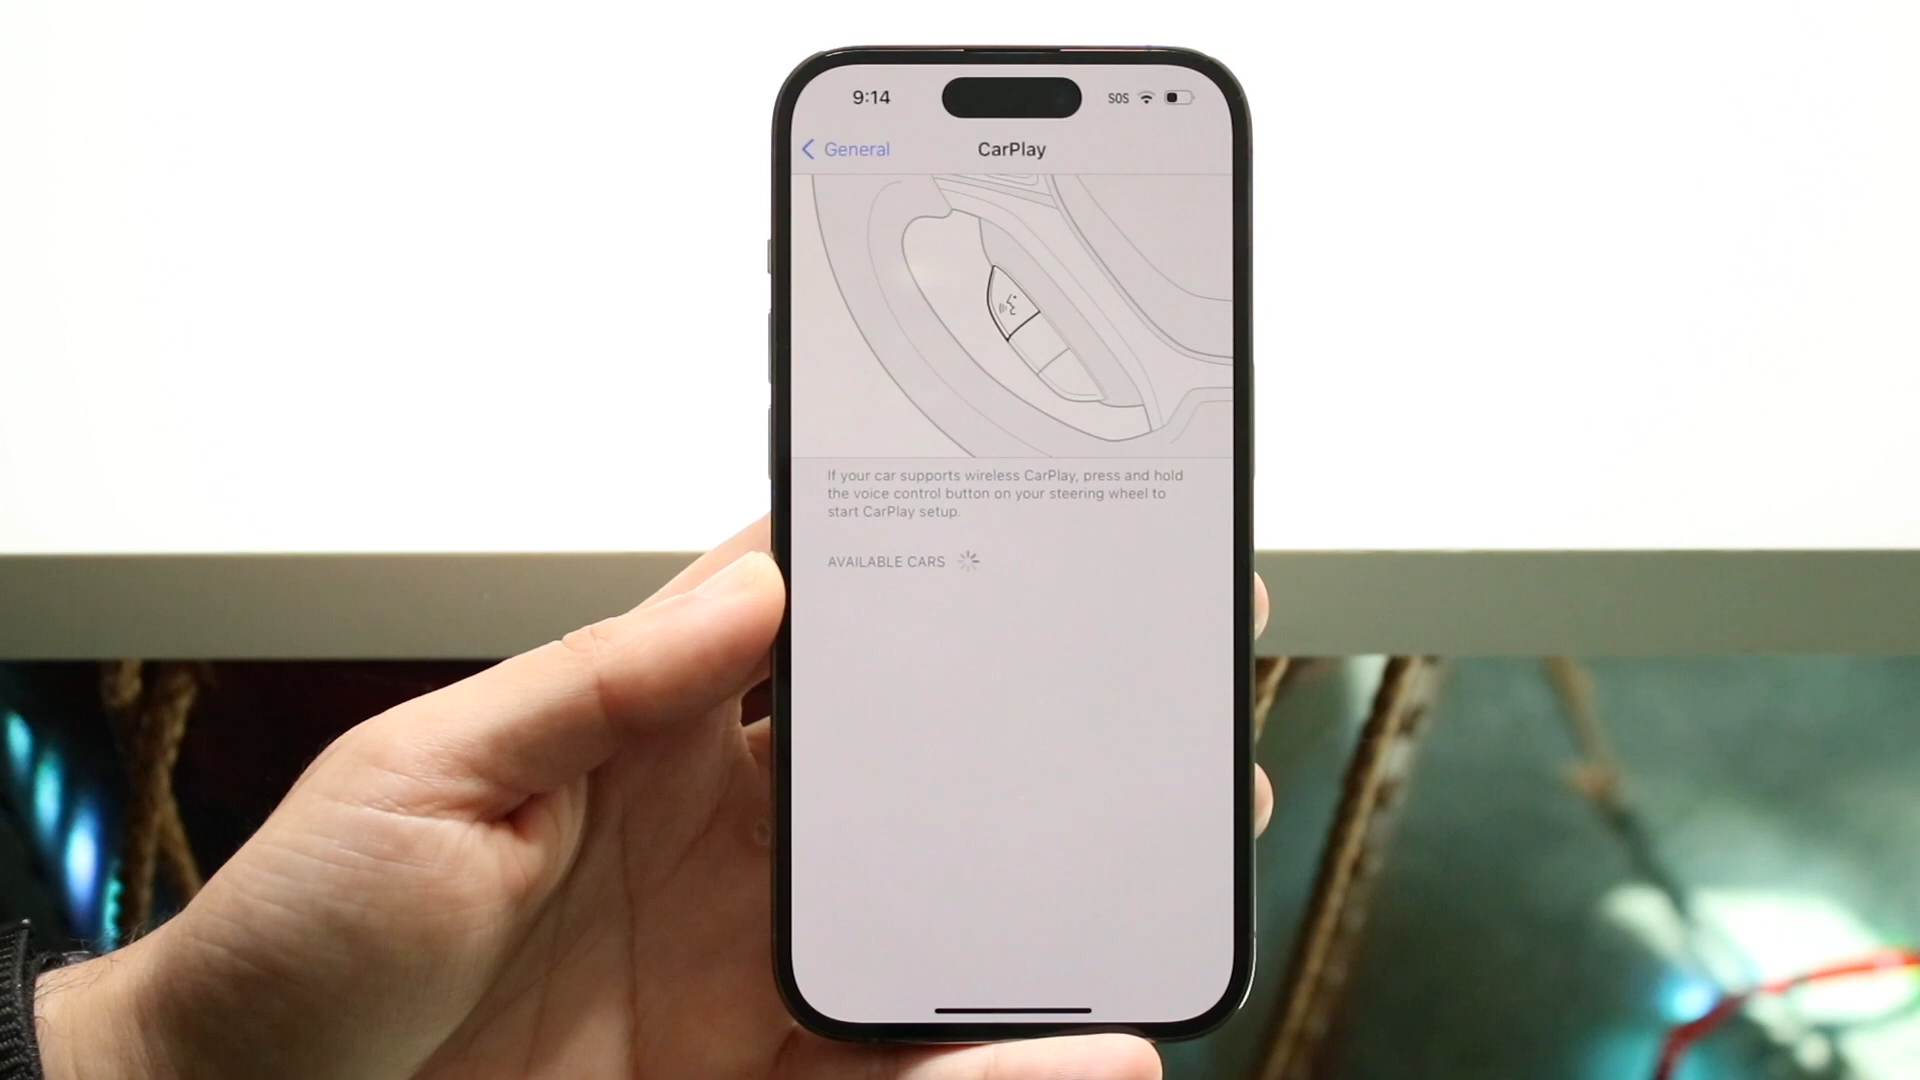 9:14
SOS
General
CarPlay
If your car supports wireless CarPlay, press and hold
the voice control button on your steering wheel to
start CarPlay setup.
AVAILABLE CARS